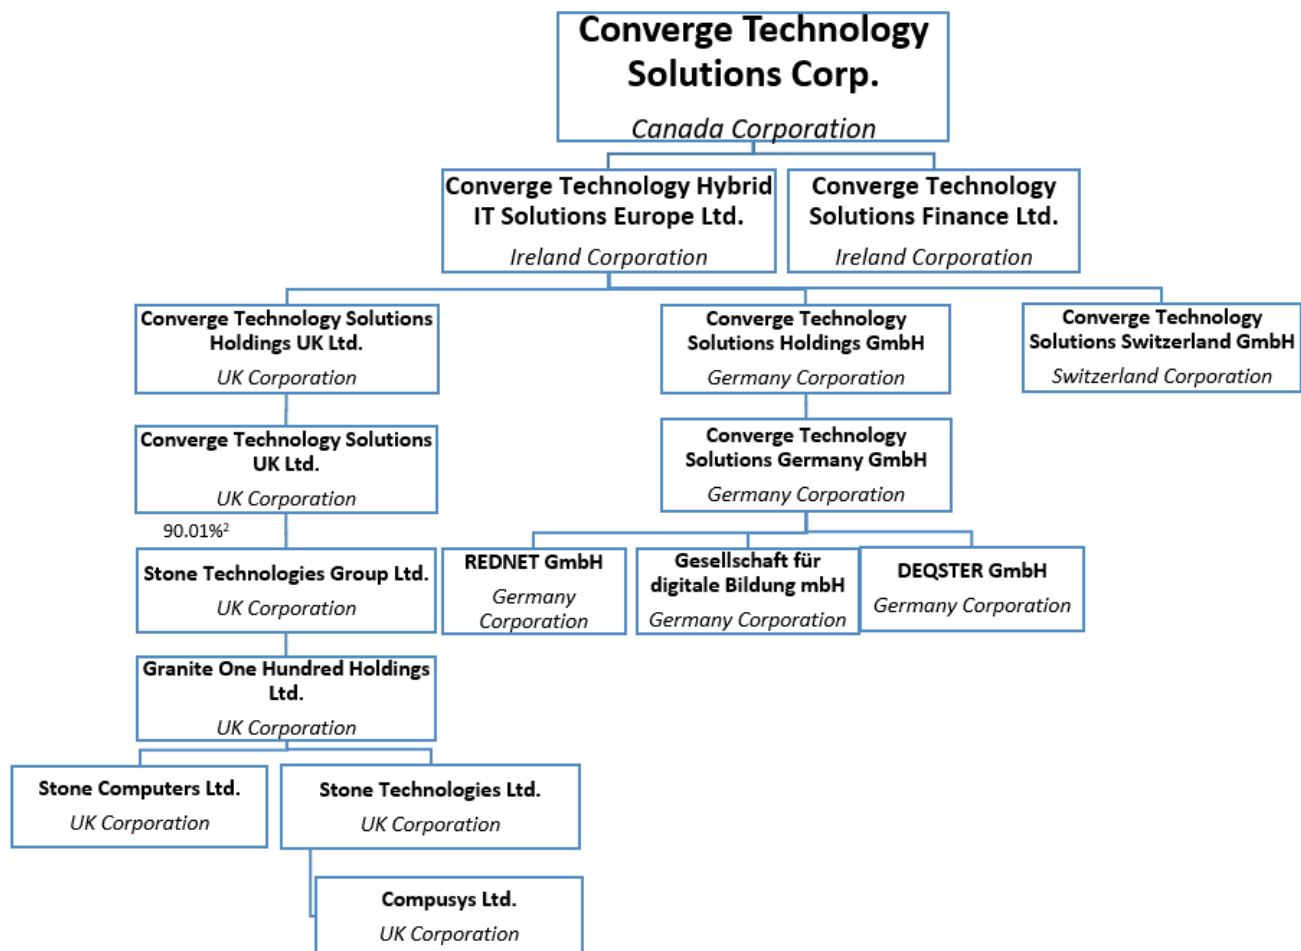 Converge Technology
Solutions Corp.
Canada Corporation
Converge Technology Hybrid
IT Solutions Europe Ltd.
Ireland Corporation
Converge Technology
Solutions Finance Ltd.
Ireland Corporation
Converge Technology Solutions
Holdings UK Ltd.
UK Corporation
Converge Technology
Solutions Holdings GmbH
Germany Corporation
Converge Technology
Solutions Switzerland GmbH
Switzerland Corporation
Converge Technology Solutions
UK Ltd.
UK Corporation
Converge Technology
Solutions Germany GmbH
Germany Corporation
90.01%²
Stone Technologies Group Ltd.
UK Corporation
REDNET GmbH
Germany
Corporation
Gesellschaft für
digitale Bildung mbH
Germany Corporation
DEQSTER GmbH
Germany Corporation
Granite One Hundred Holdings
Ltd.
UK Corporation
Stone Computers Ltd.
UK Corporation
Stone Technologies Ltd.
UK Corporation
Compusys Ltd.
UK Corporation